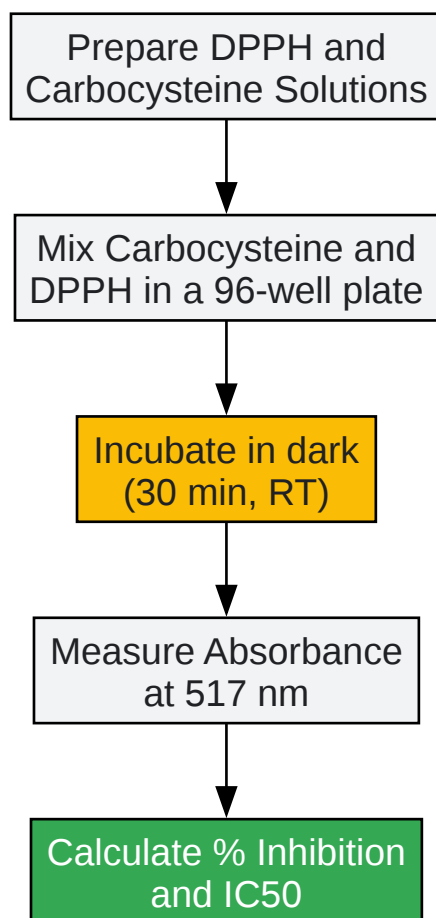 Prepare DPPH and
Carbocysteine Solutions
Mix Carbocysteine and
DPPH in a 96-well plate
Incubate in dark
(30 min, RT)
Measure Absorbance
at 517 nm
Calculate % Inhibition
and IC50